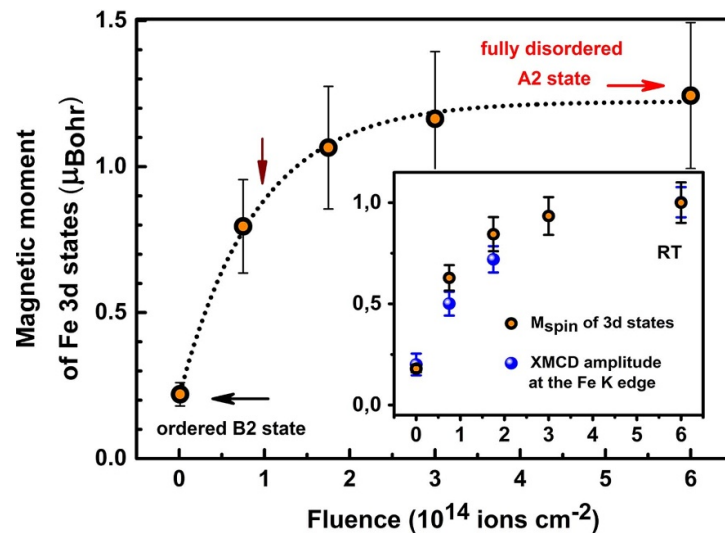 Magnetic moment
of Fe 3d states (μBohr)
1.5
1.0
0.5
0.0
fully disordered
A2 state
ordered B2 state
1,0
0,5
0,0
RT
Mspin of 3d states
XMCD amplitude
at the Fe K edge
0 1 2 3 4 5 6
0 1 2 3 4 5 6
Fluence (10¹⁴ ions cm⁻²)